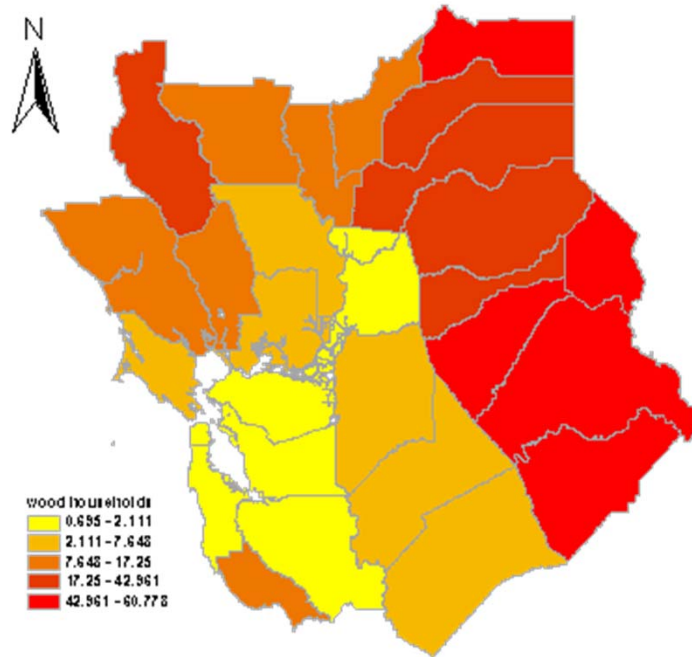 N
wood households
0.695 - 2.111
2.111 - 7.648
7.648 - 17.25
17.25 - 42.961
42.961 - 60.778